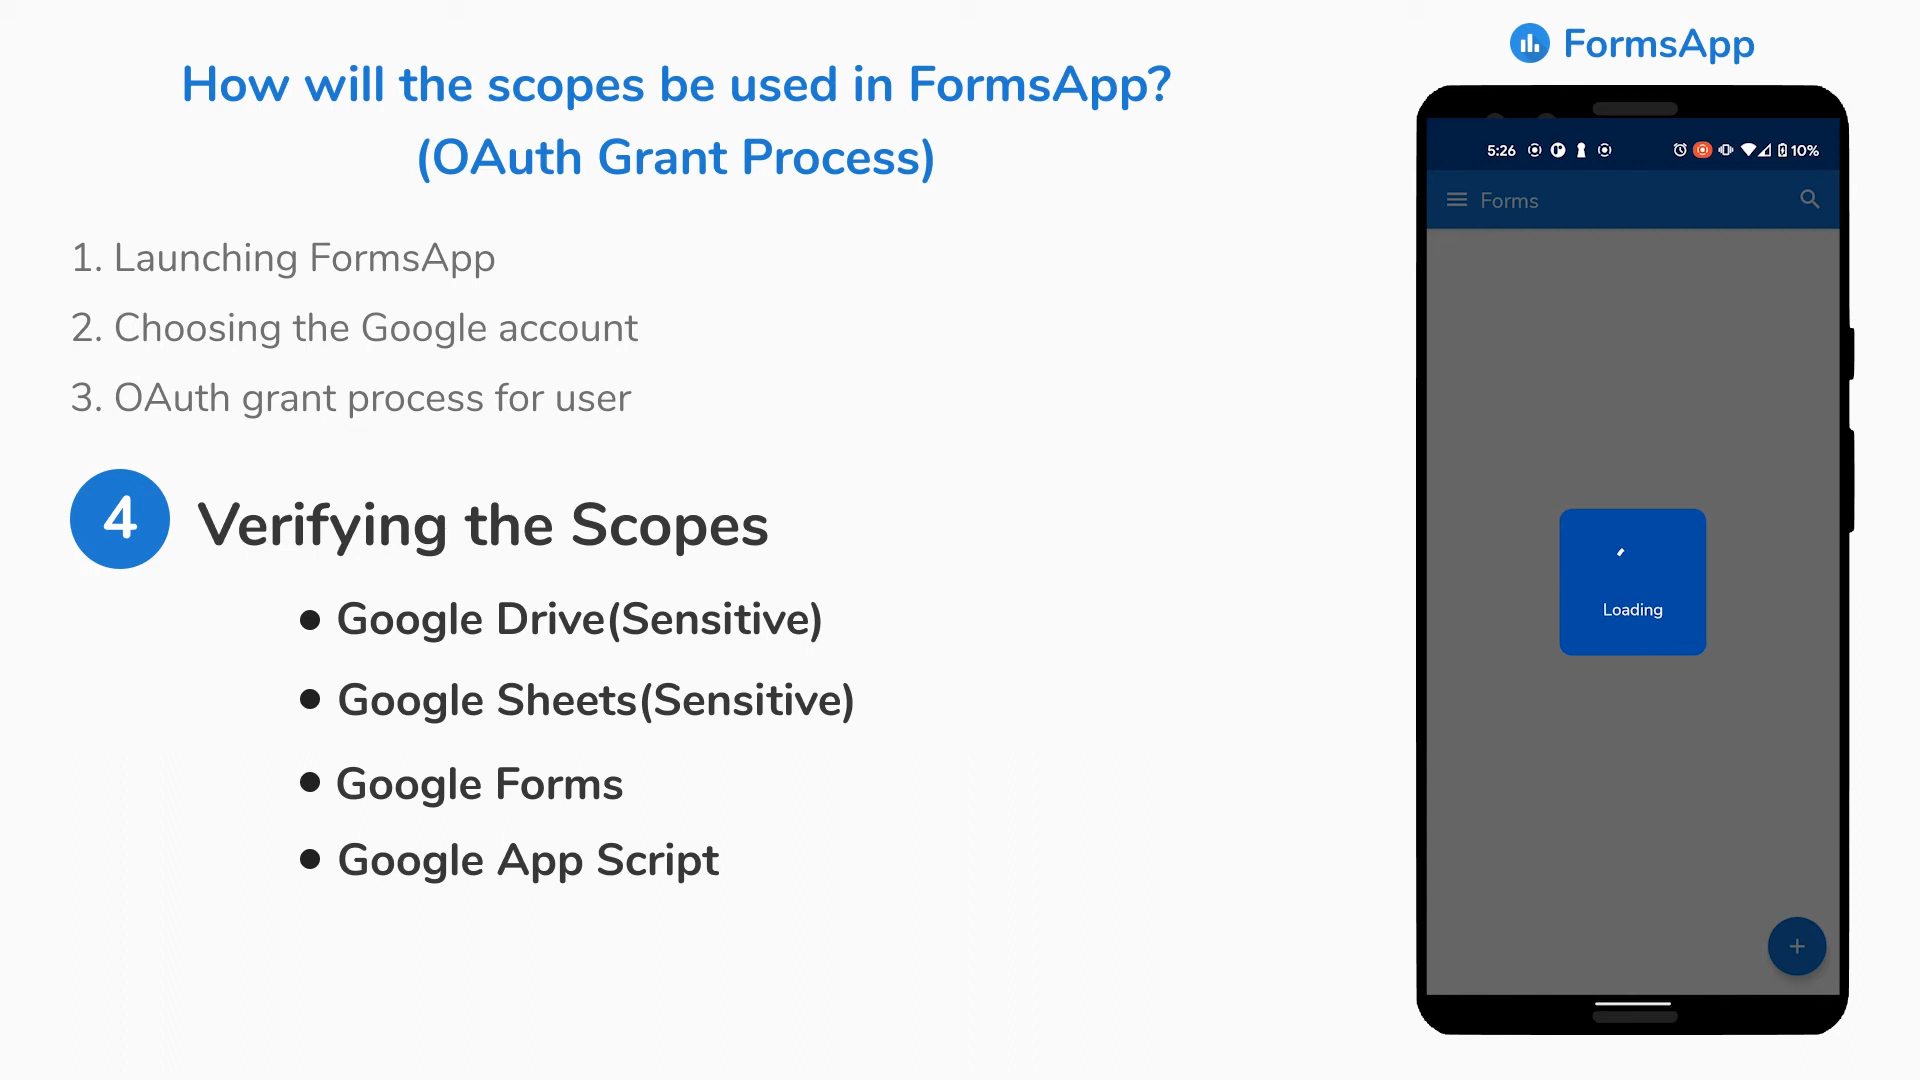 How will the scopes be used in FormsApp?
(OAuth Grant Process)
1. Launching FormsApp
2. Choosing the Google account
3. OAuth grant process for user
4 Verifying the Scopes
● Google Drive(Sensitive)
● Google Sheets(Sensitive)
● Google Forms
● Google App Script
FormsApp
5:26 10%
Forms
Loading
+